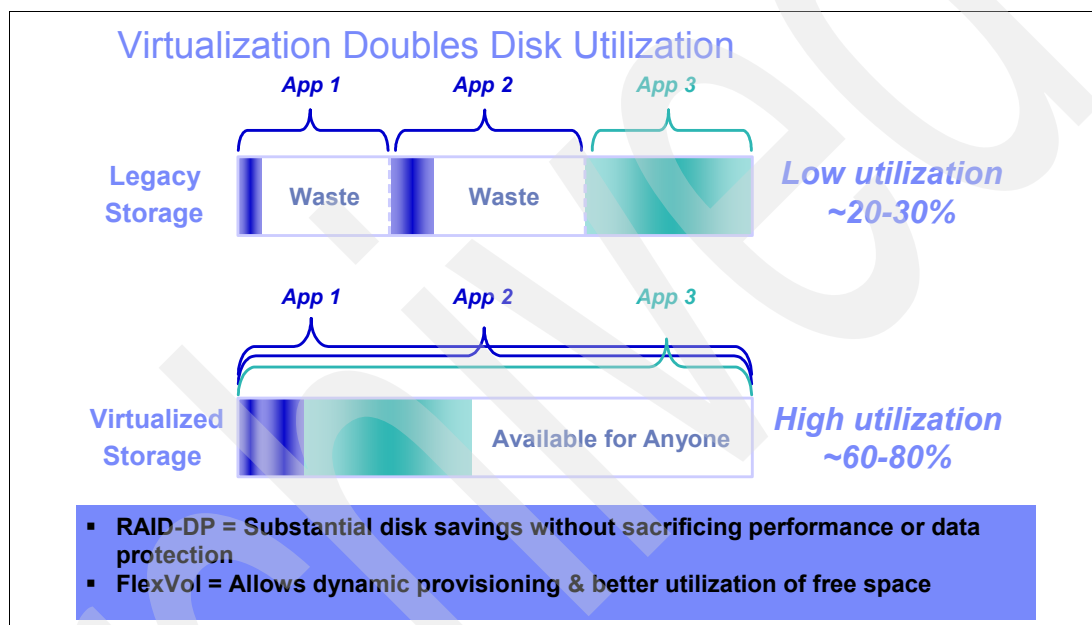 Virtualization Doubles Disk Utilization
App 1 App 2 App 3
Legacy
Storage
Waste Waste
Low utilization
~20-30%
App 1 App 2 App 3
Virtualized
Storage
Available for Anyone
High utilization
~60-80%
▪ RAID-DP = Substantial disk savings without sacrificing performance or data
protection
▪ FlexVol = Allows dynamic provisioning & better utilization of free space